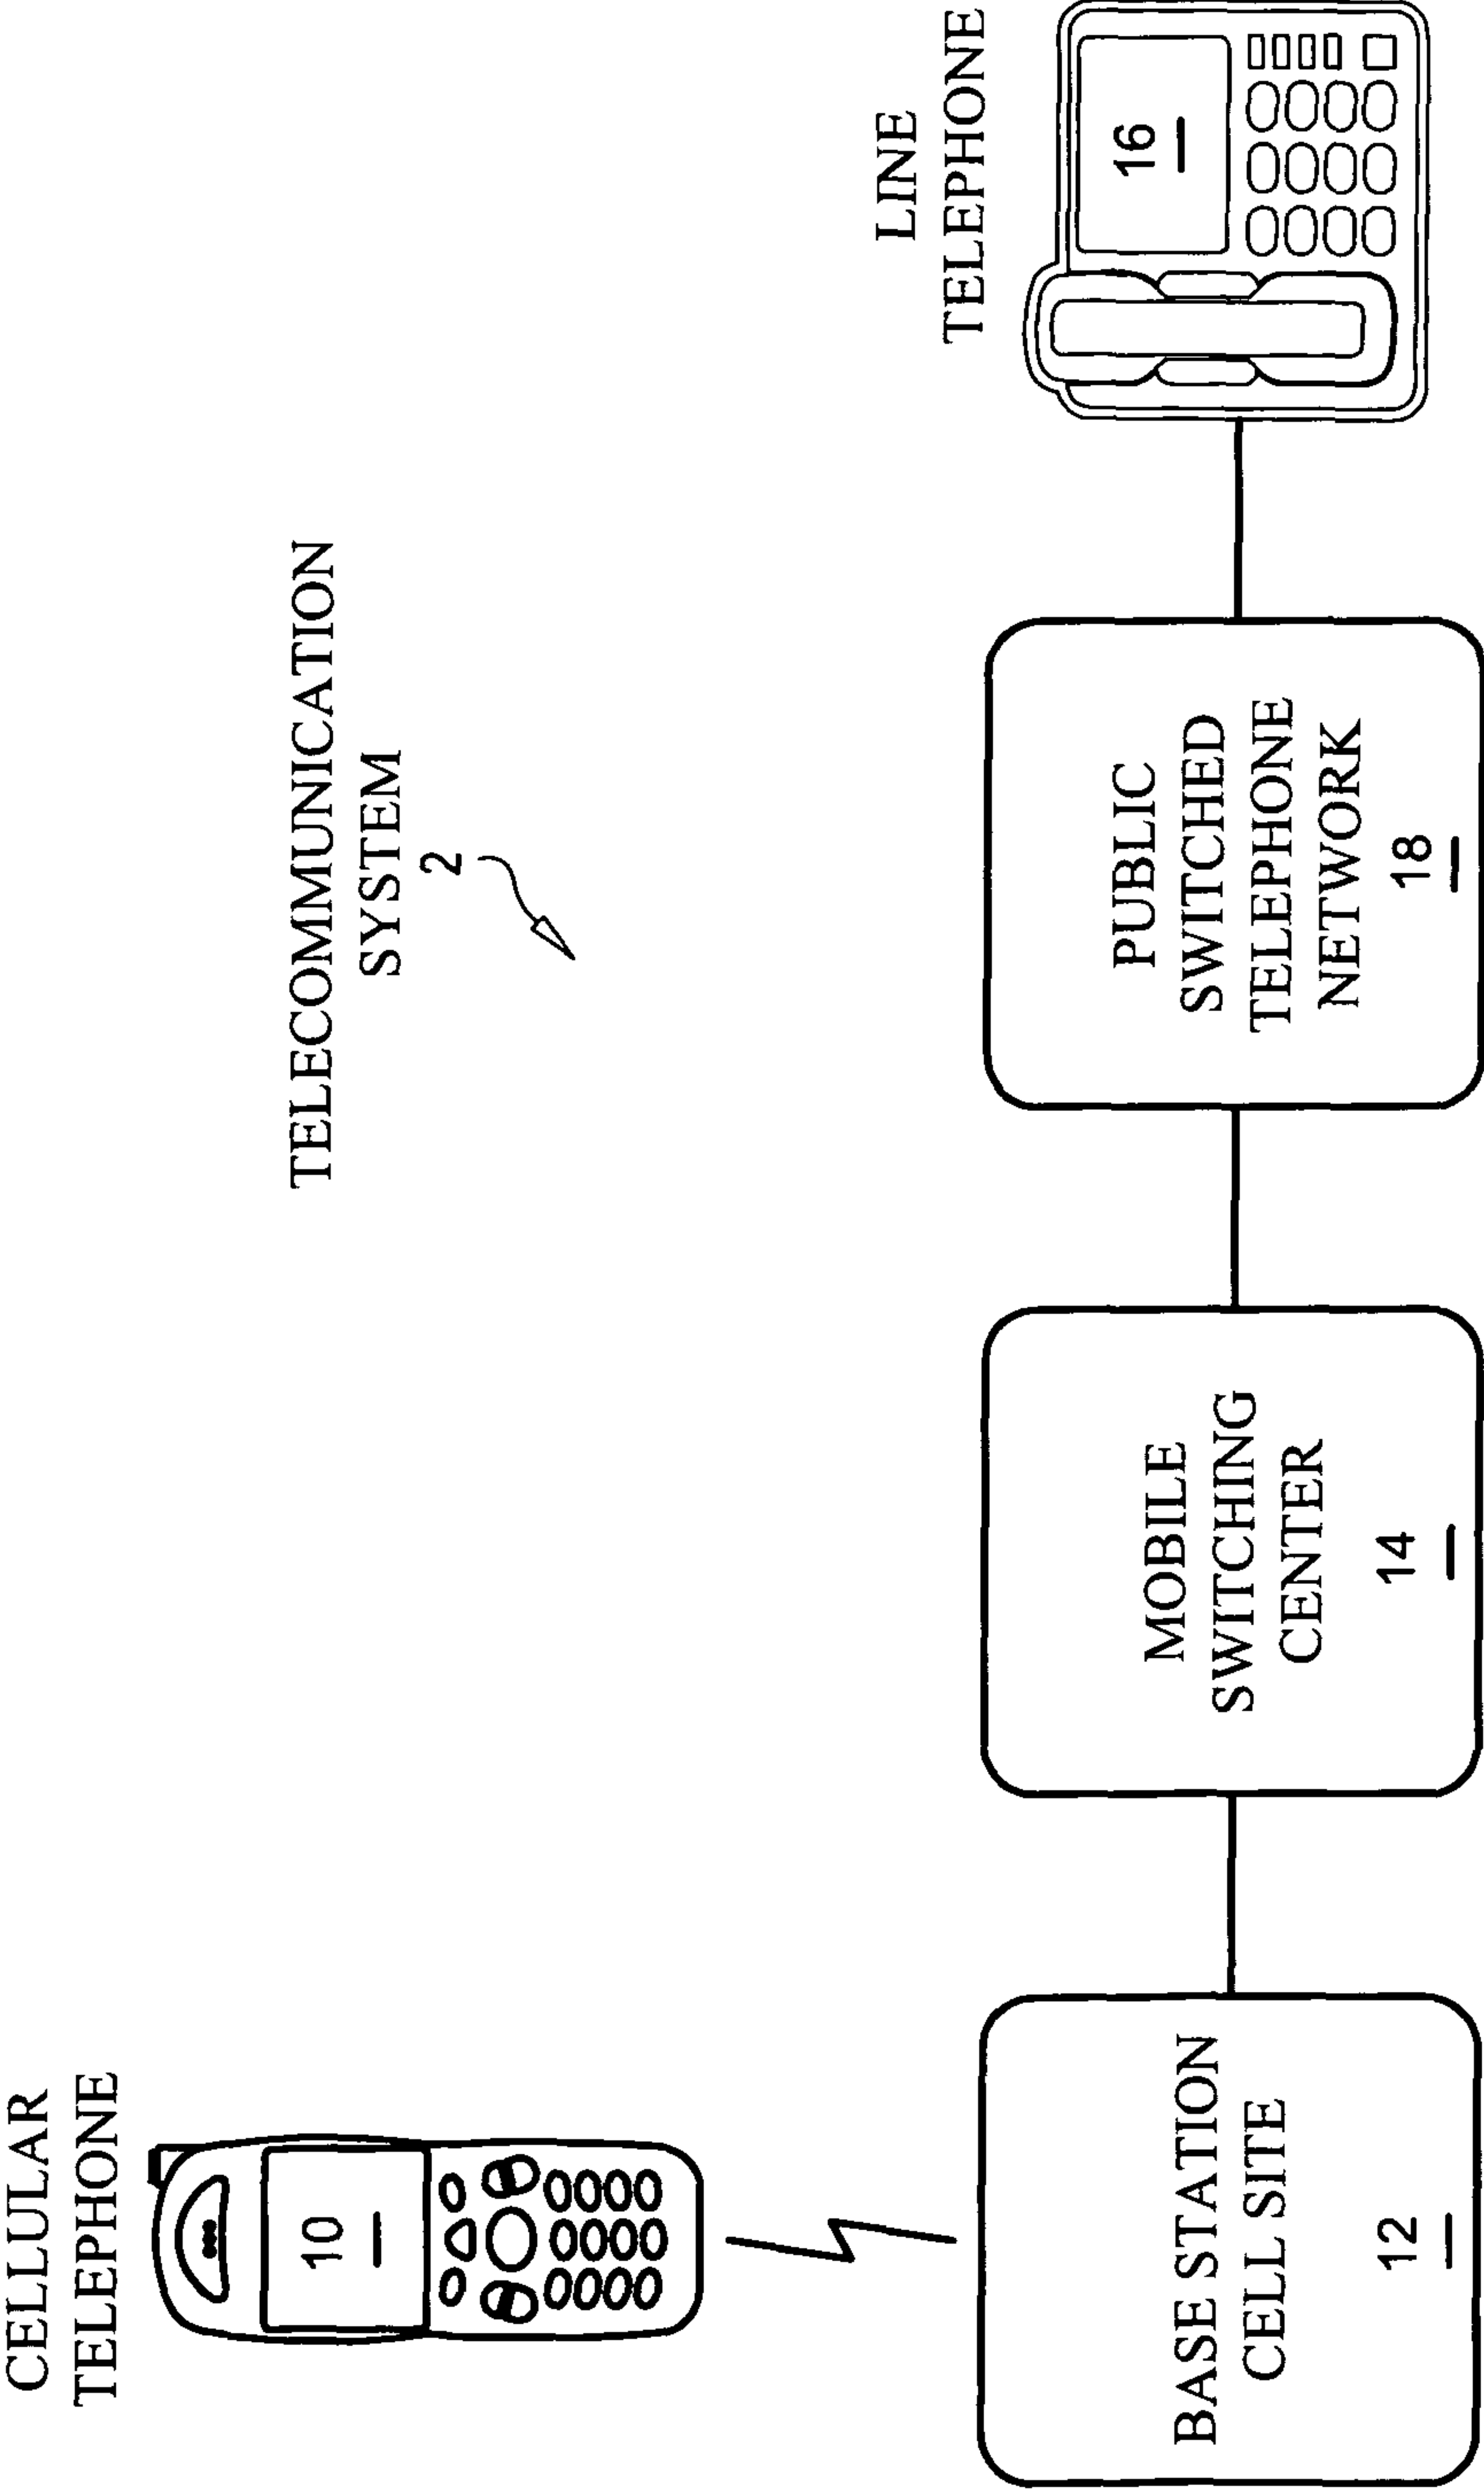 TELECOMMUNICATION
SYSTEM
2
CELLULAR
TELEPHONE
10
LINE
TELEPHONE
16
BASE STATION
CELL SITE
12
MOBILE
SWITCHING
CENTER
14
PUBLIC
SWITCHED
TELEPHONE
NETWORK
18